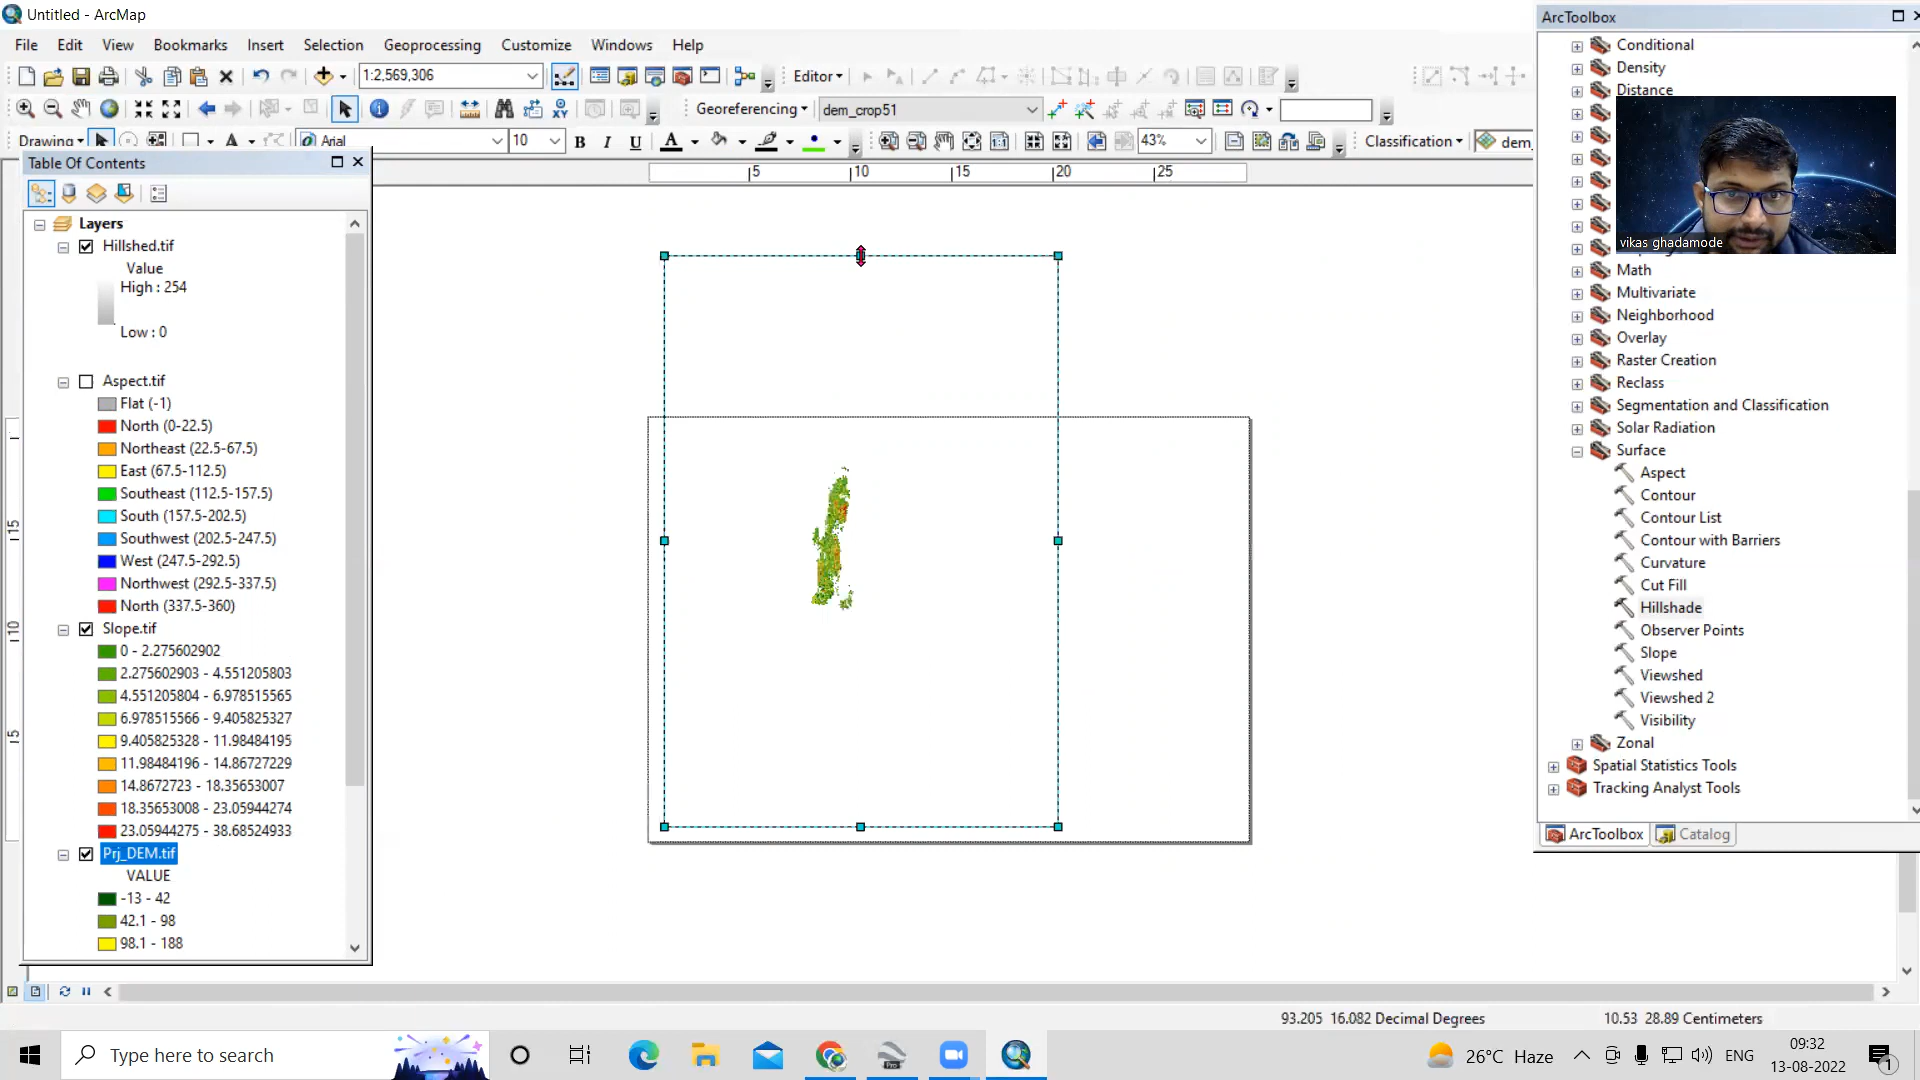 Untitled - ArcMap
File Edit View Bookmarks Insert Selection Geoprocessing Customize Windows Help
1:2,569,306
Editor
Georeferencing
dem_crop51
Drawing
A
Arial
10
B I U A
43%
Classification
dem_
5 10 15 20 25
Table Of Contents
Layers
Hillshed.tif
Value
High : 254
Low : 0
Aspect.tif
Flat (-1)
North (0-22.5)
Northeast (22.5-67.5)
East (67.5-112.5)
Southeast (112.5-157.5)
South (157.5-202.5)
Southwest (202.5-247.5)
West (247.5-292.5)
Northwest (292.5-337.5)
North (337.5-360)
Slope.tif
0 - 2.275602902
2.275602903 - 4.551205803
4.551205804 - 6.978515565
6.978515566 - 9.405825327
9.405825328 - 11.98484195
11.98484196 - 14.86727229
14.8672723 - 18.35653007
18.35653008 - 23.05944274
23.05944275 - 38.68524933
Prj_DEM.tif
VALUE
-13 - 42
42.1 - 98
98.1 - 188
15
10
5
ArcToolbox
Conditional
Density
Distance
vikas ghadamode
Math
Multivariate
Neighborhood
Overlay
Raster Creation
Reclass
Segmentation and Classification
Solar Radiation
Surface
Aspect
Contour
Contour List
Contour with Barriers
Curvature
Cut Fill
Hillshade
Observer Points
Slope
Viewshed
Viewshed 2
Visibility
Zonal
Spatial Statistics Tools
Tracking Analyst Tools
ArcToolbox Catalog
93.205 16.082 Decimal Degrees
10.53 28.89 Centimeters
Type here to search
26°C Haze
ENG
09:32
13-08-2022
1